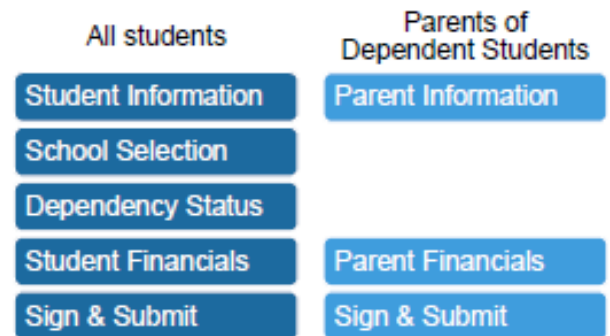 All students
Parents of
Dependent Students
Student Information
Parent Information
School Selection
Dependency Status
Student Financials
Parent Financials
Sign & Submit
Sign & Submit